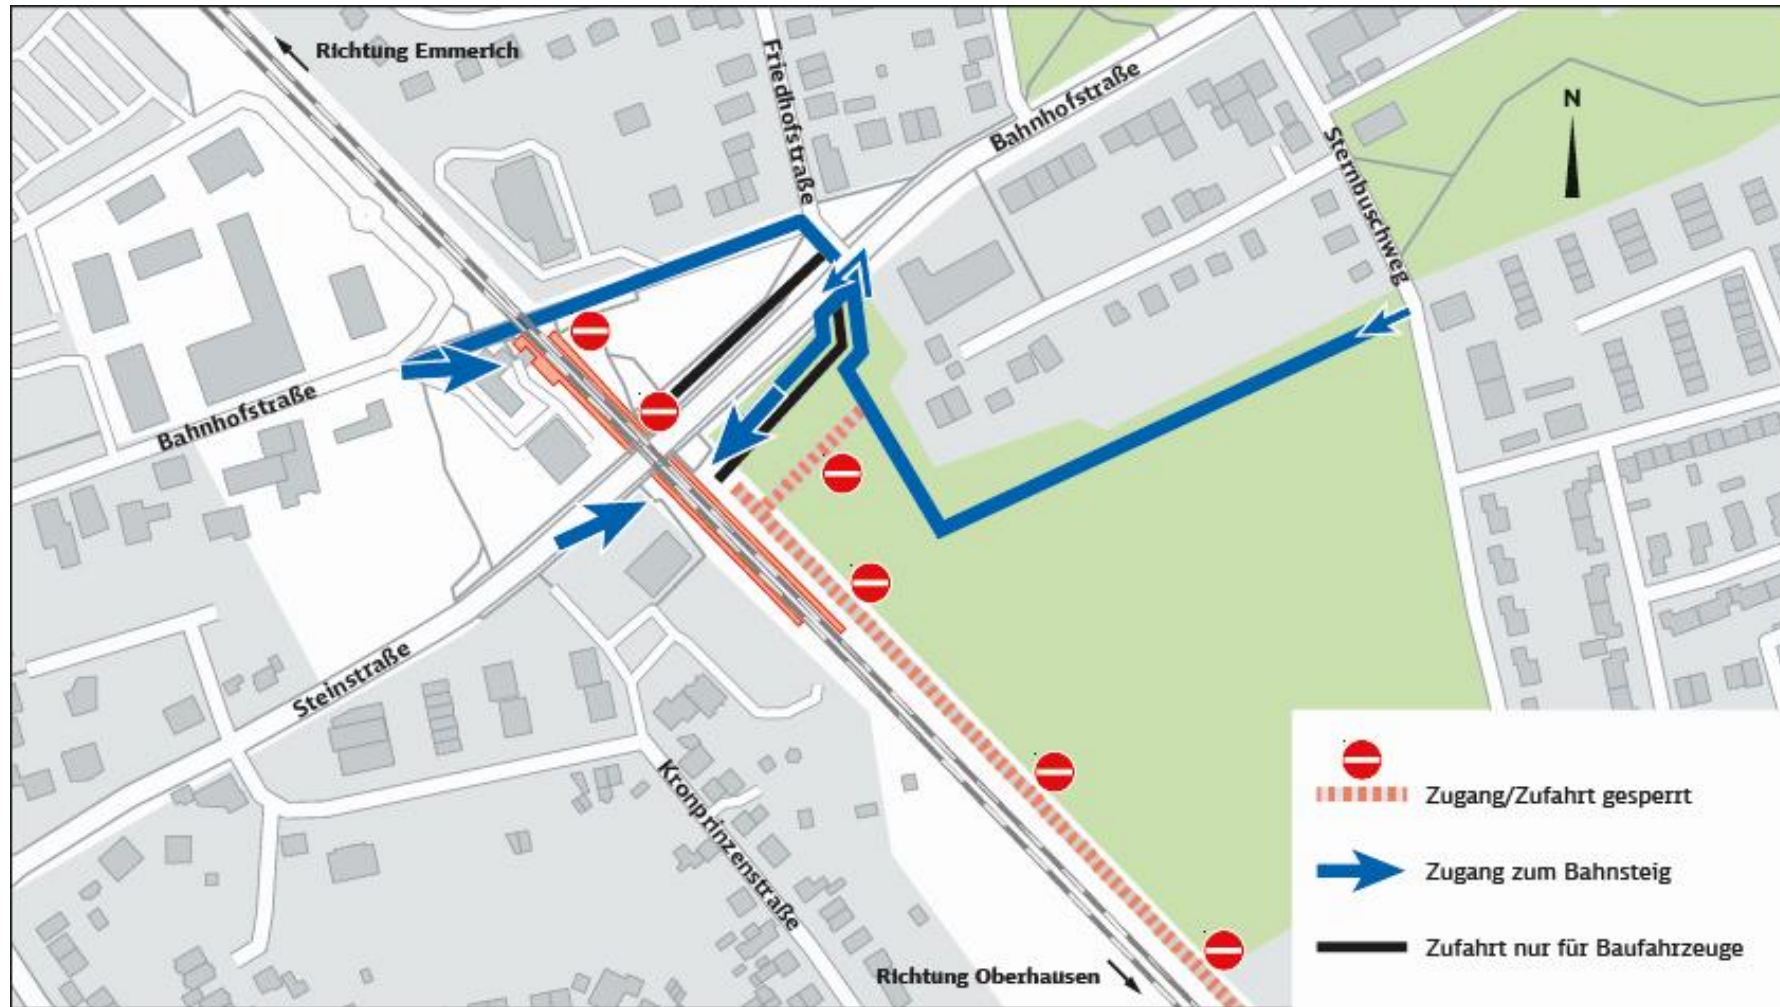 Richtung Emmerich
Friedhofstraße
Bahnhofstraße
N
Sternbuschweg
Bahnhofstraße
Steinstraße
Kronprinzenstraße
Richtung Oberhausen
Zugang/Zufahrt gesperrt
Zugang zum Bahnsteig
Zufahrt nur für Baufahrzeuge